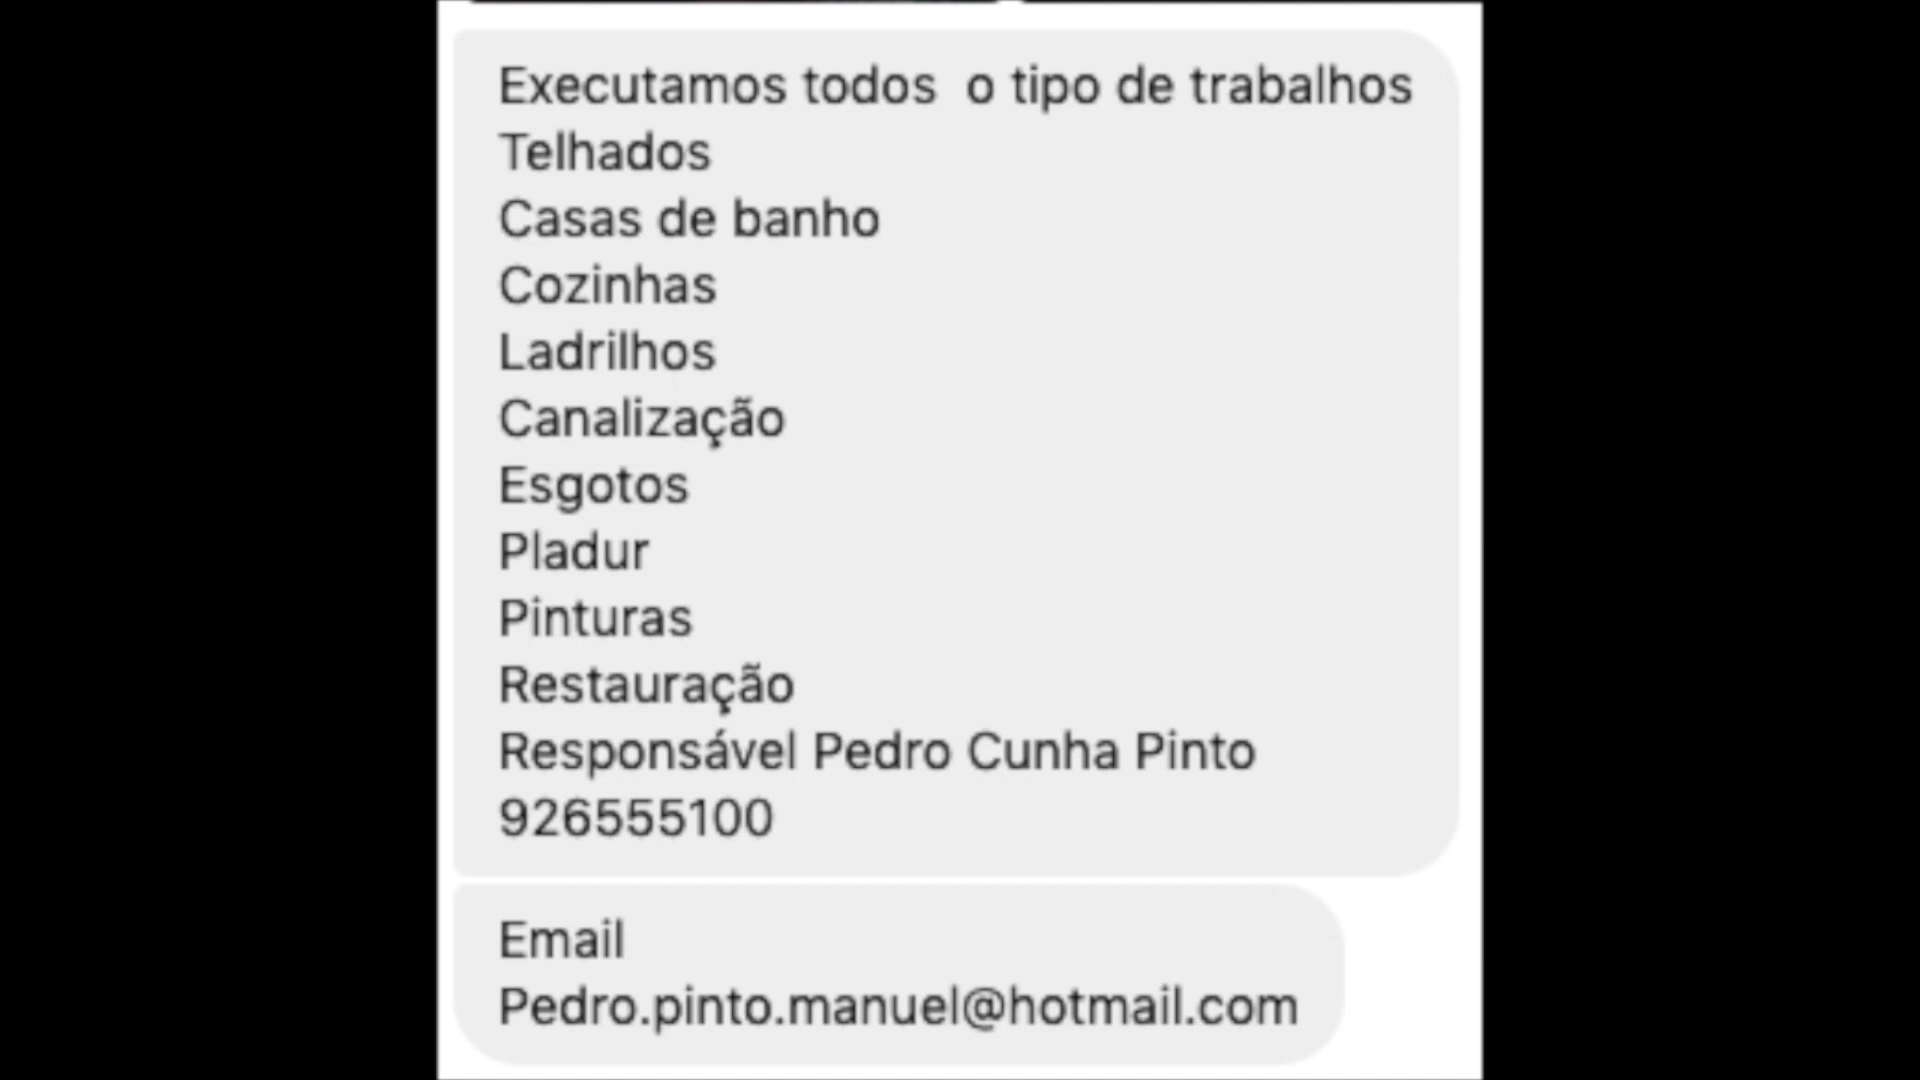 Executamos todos  o tipo de trabalhos
Telhados
Casas de banho
Cozinhas
Ladrilhos
Canalização
Esgotos
Pladur
Pinturas
Restauração
Responsável Pedro Cunha Pinto
926555100
Email
Pedro.pinto.manuel@hotmail.com